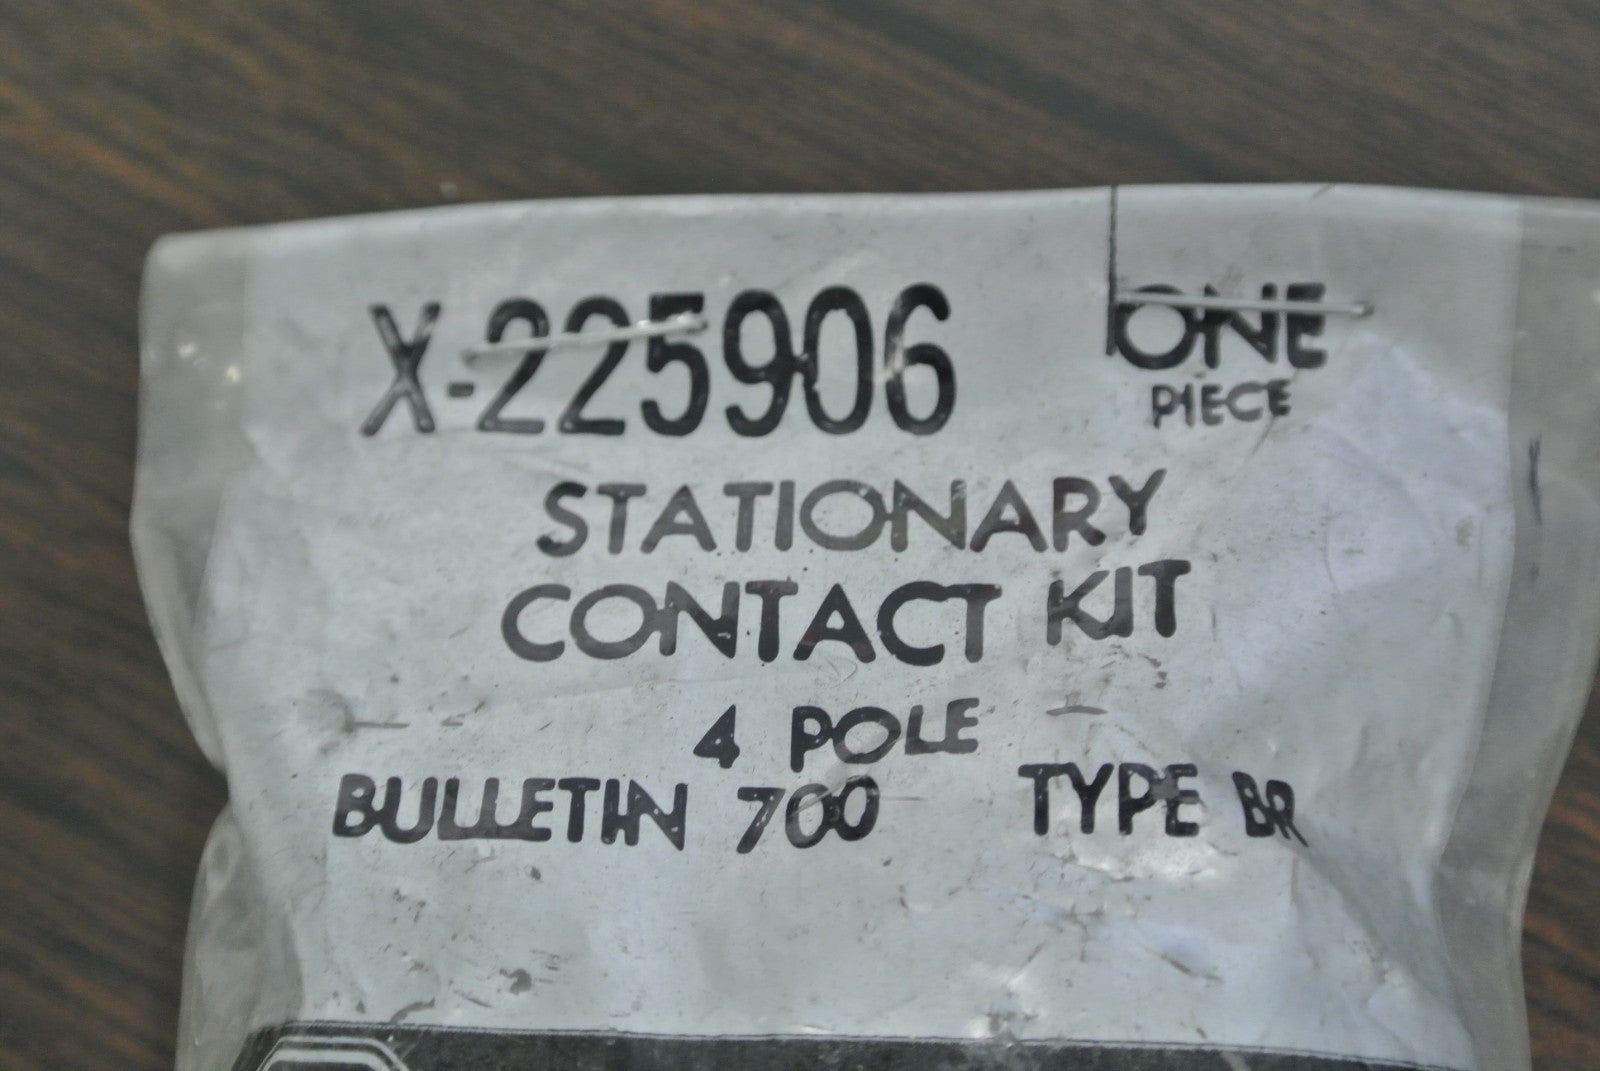 X-225906 ONE
PIECE
STATIONARY
CONTACT KIT
4 POLE
BULLETIN 700 TYPE BR